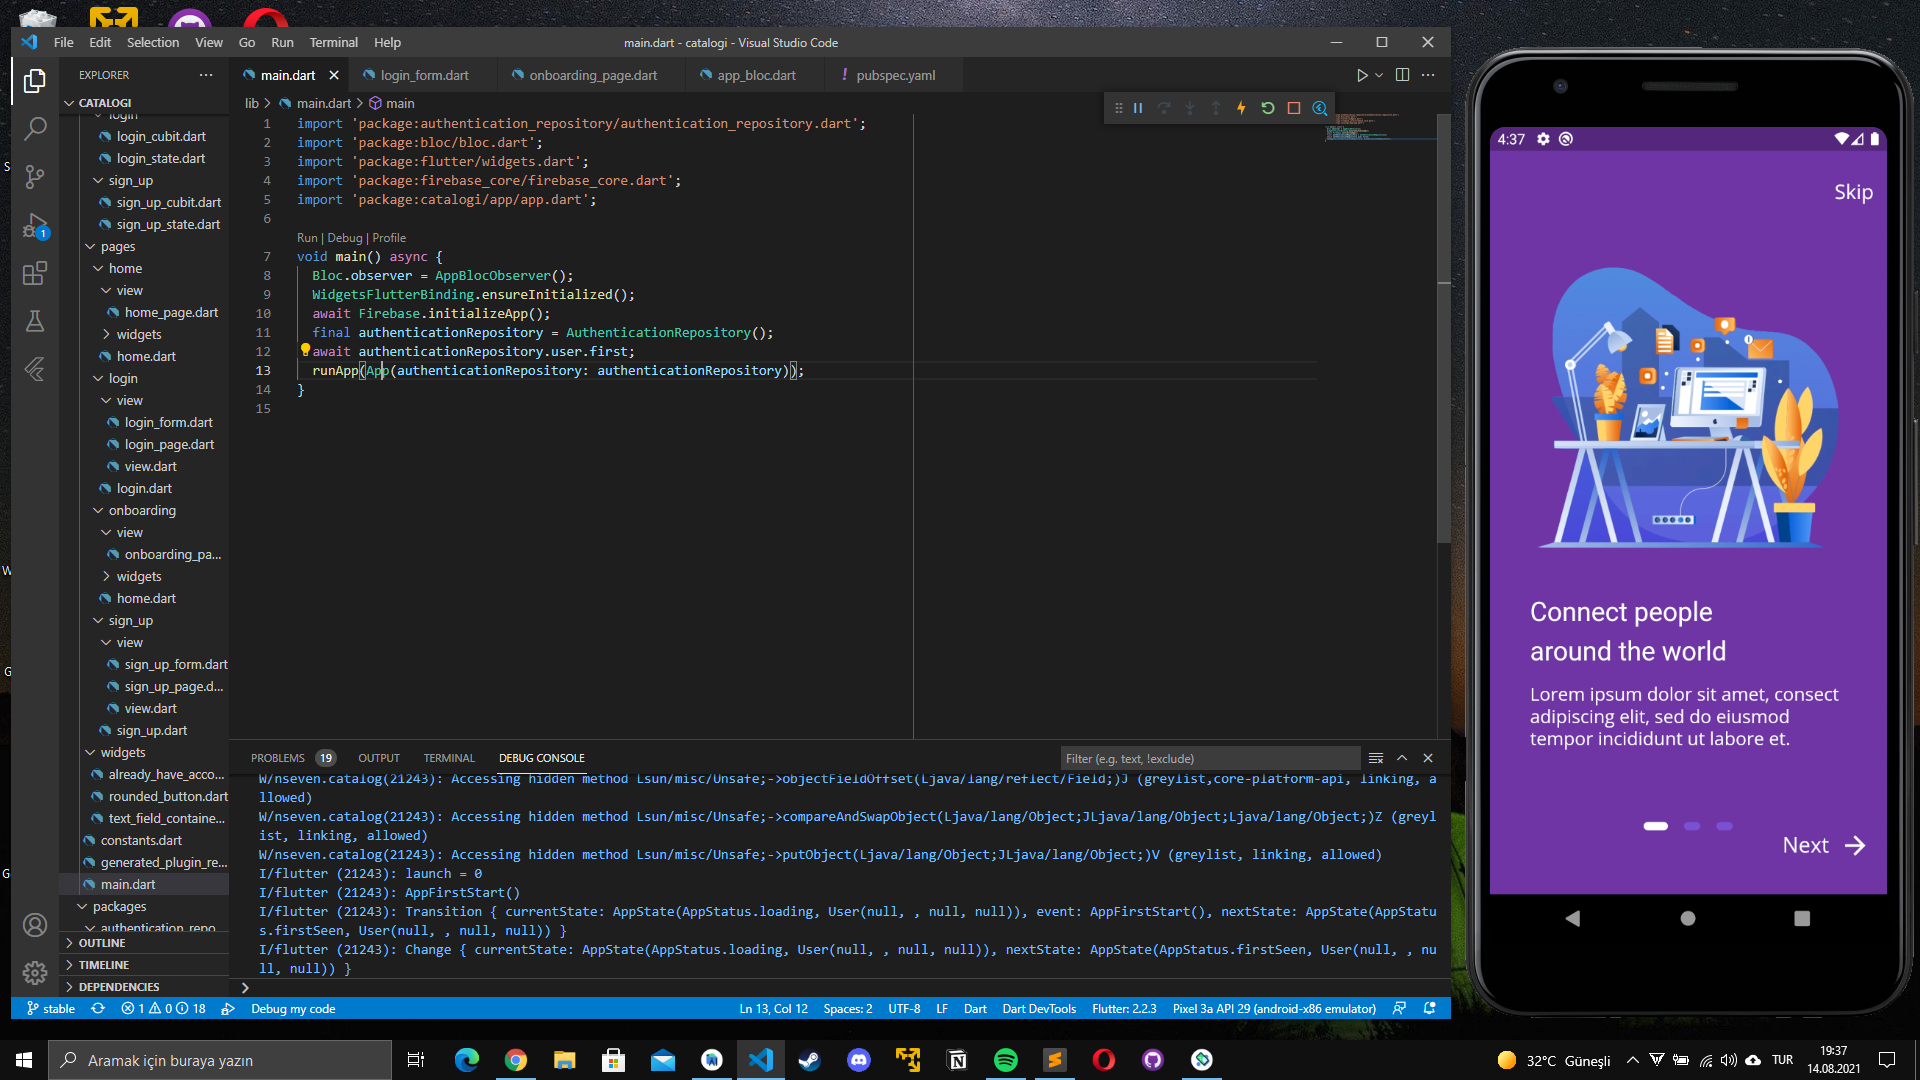 File Edit Selection View Go Run Terminal Help
main.dart - catalogi - Visual Studio Code
EXPLORER
CATALOGI
login
login_cubit.dart
login_state.dart
sign_up
sign_up_cubit.dart
sign_up_state.dart
pages
home
view
home_page.dart
widgets
home.dart
login
view
login_form.dart
login_page.dart
view.dart
login.dart
onboarding
view
onboarding_pa...
widgets
home.dart
sign_up
view
sign_up_form.dart
sign_up_page.d...
view.dart
sign_up.dart
widgets
already_have_acco...
rounded_button.dart
text_field_containe...
constants.dart
generated_plugin_re...
main.dart
packages
authentication_repo
OUTLINE
TIMELINE
DEPENDENCIES
1
main.dart login_form.dart onboarding_page.dart app_bloc.dart ! pubspec.yaml
lib > main.dart > main
1 import 'package:authentication_repository/authentication_repository.dart';
2 import 'package:bloc/bloc.dart';
3 import 'package:flutter/widgets.dart';
4 import 'package:firebase_core/firebase_core.dart';
5 import 'package:catalogi/app/app.dart';
6
Run | Debug | Profile
7 void main() async {
8 Bloc.observer = AppBlocObserver();
9 WidgetsFlutterBinding.ensureInitialized();
10 await Firebase.initializeApp();
11 final authenticationRepository = AuthenticationRepository();
12 await authenticationRepository.user.first;
13 runApp(App(authenticationRepository: authenticationRepository));
14 }
15
PROBLEMS 19 OUTPUT TERMINAL DEBUG CONSOLE
Filter (e.g. text, !exclude)
W/nseven.catalog(21243): Accessing hidden method Lsun/misc/Unsafe;->objectFieldOffset(Ljava/lang/reflect/Field;)J (greylist,core-platform-api, linking, a
llowed)
W/nseven.catalog(21243): Accessing hidden method Lsun/misc/Unsafe;->compareAndSwapObject(Ljava/lang/Object;JLjava/lang/Object;Ljava/lang/Object;)Z (greyl
ist, linking, allowed)
W/nseven.catalog(21243): Accessing hidden method Lsun/misc/Unsafe;->putObject(Ljava/lang/Object;JLjava/lang/Object;)V (greylist, linking, allowed)
I/flutter (21243): launch = 0
I/flutter (21243): AppFirstStart()
I/flutter (21243): Transition { currentState: AppState(AppStatus.loading, User(null, , null, null)), event: AppFirstStart(), nextState: AppState(AppStatu
s.firstSeen, User(null, , null, null)) }
I/flutter (21243): Change { currentState: AppState(AppStatus.loading, User(null, , null, null)), nextState: AppState(AppStatus.firstSeen, User(null, , nu
ll, null)) }
stable 1 0 18 Debug my code
Ln 13, Col 12 Spaces: 2 UTF-8 LF Dart Dart DevTools Flutter: 2.2.3 Pixel 3a API 29 (android-x86 emulator)
4:37
Skip
Connect people
around the world
Lorem ipsum dolor sit amet, consect
adipiscing elit, sed do eiusmod
tempor incididunt ut labore et.
Next
Aramak için buraya yazın
32°C Güneşli
TUR
19:37
14.08.2021